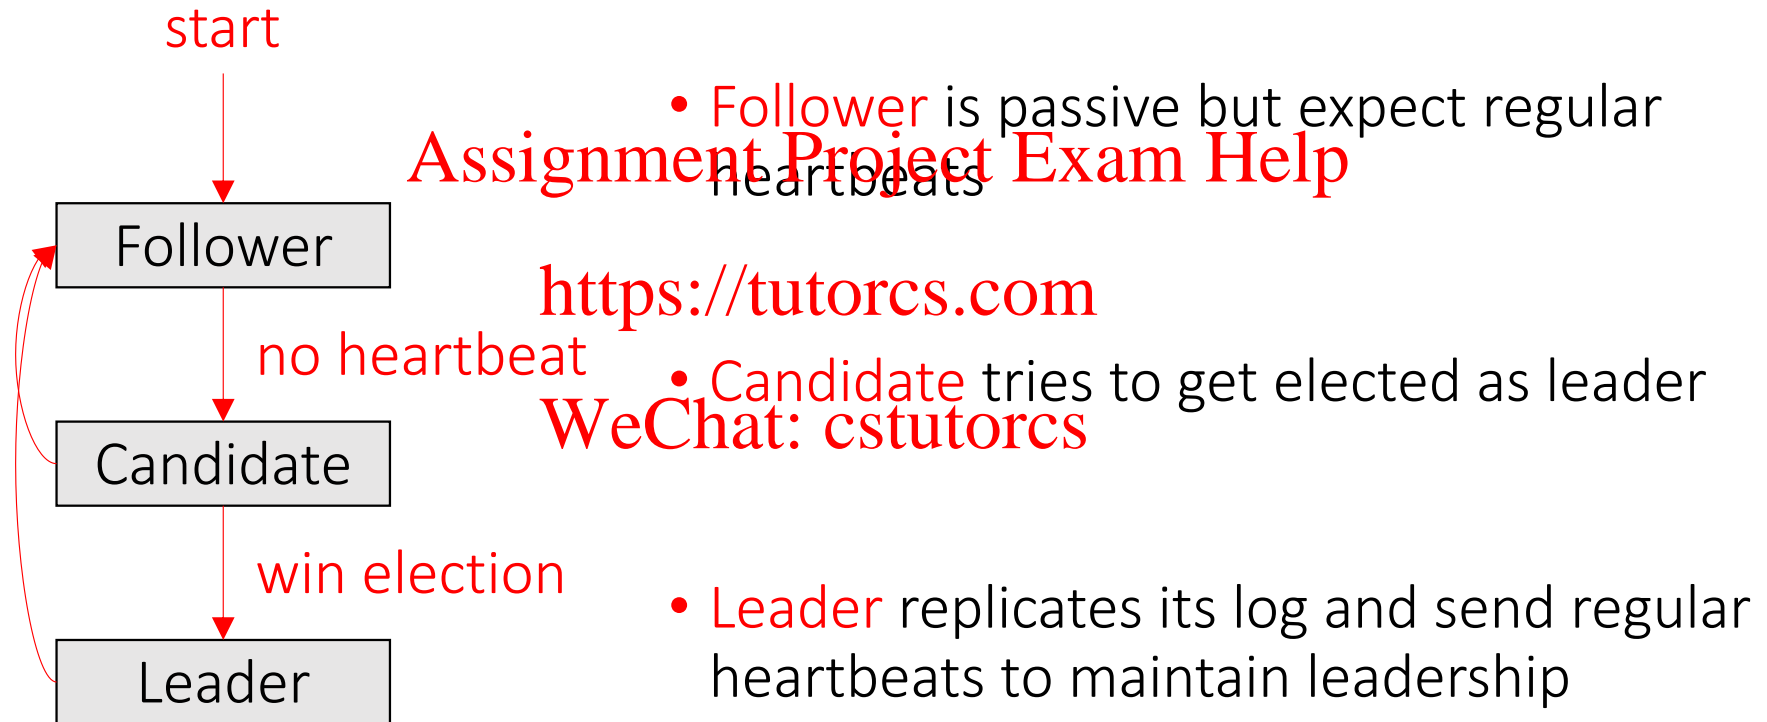 start
• Follower is passive but expect regular
heartbeats
Assignment Project Exam Help
Follower
https://tutorcs.com
no heartbeat
• Candidate tries to get elected as leader
WeChat: cstutorcs
Candidate
win election
• Leader replicates its log and send regular
heartbeats to maintain leadership
Leader